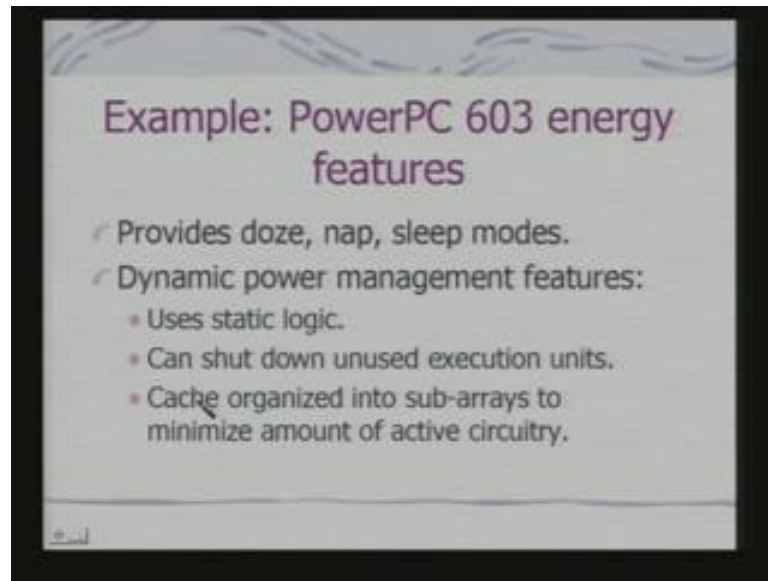 Example: PowerPC 603 energy
features
Provides doze, nap, sleep modes.
Dynamic power management features:
Uses static logic.
Can shut down unused execution units.
Cache organized into sub-arrays to
minimize amount of active circuitry.